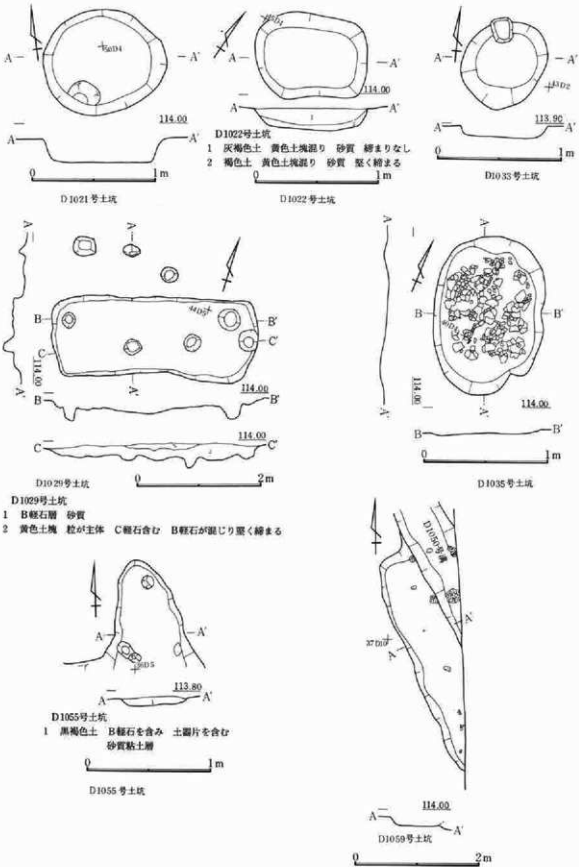 50D4
A
A'
114.00
A
A'
0
1m
D1021号土坑
45D1
A
A'
114.00
A
A'
1
D1022号土坑
1 灰褐色土 黄色土塊混り 砂質 締まりなし
2 褐色土 黄色土塊混り 砂質 堅く締まる
0
1m
D1022号土坑
A
A'
43D2
113.90
A
A'
0
1m
D1033号土坑
A
A'
114.00
A
44D5
B
B'
C
C'
A'
114.00
B
B'
114.00
C
C'
D1029号土坑
0
2m
D1029号土坑
1 B軽石層 砂質
2 黄色土塊 粒が主体 C軽石含む B軽石が混じり堅く締まる
A
A'
114.00
A
B
B'
A'
114.00
B
B'
0
1m
D1035号土坑
A
A'
38D5
113.80
A
A'
1
D1055号土坑
1 黒褐色土 B軽石を含み 土器片を含む
砂質粘土層
0
1m
D1055号土坑
D1050号溝
A'
37D10
A
114.00
A
A'
D1059号土坑
0
2m